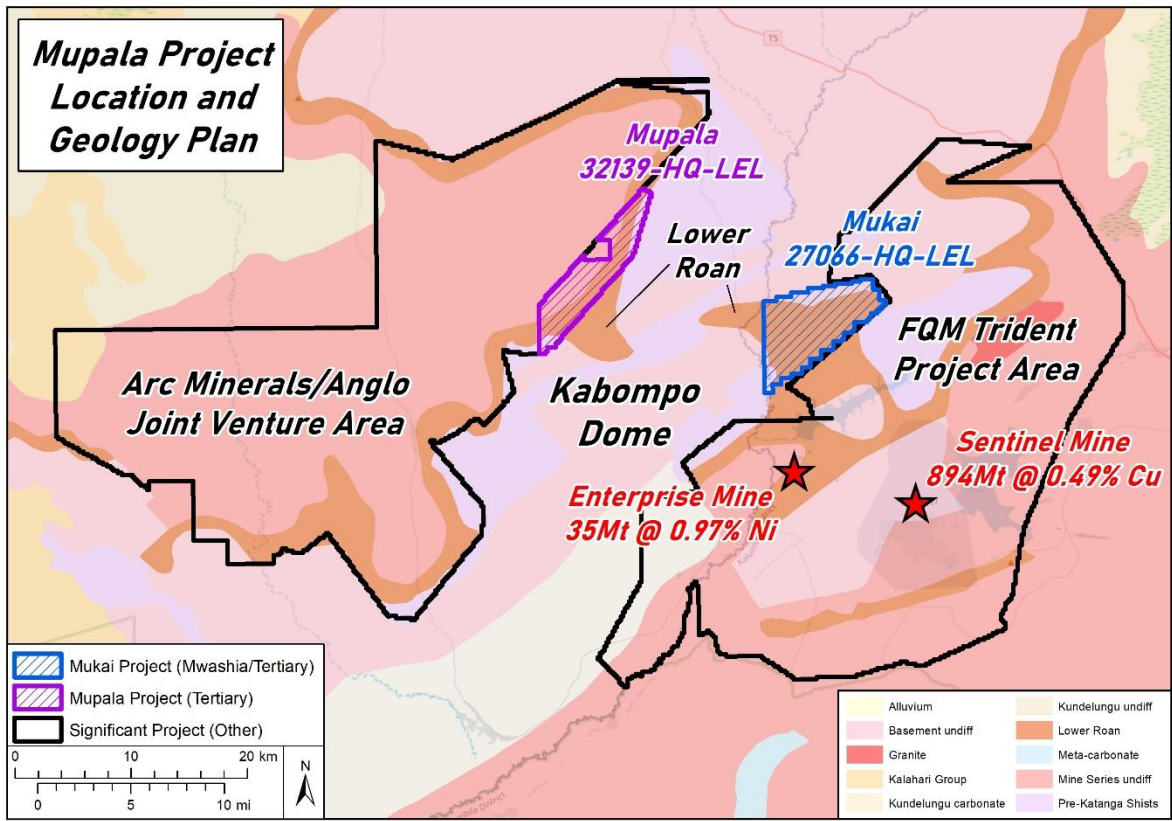 Mupala Project
Location and
Geology Plan
T5
Mupala
32139-HQ-LEL
Lower
Roan
Mukai
27066-HQ-LEL
FQM Trident
Project Area
Arc Minerals/Anglo
Joint Venture Area
Kabompo
Dome
Sentinel Mine
894Mt @ 0.49% Cu
Enterprise Mine
35Mt @ 0.97% Ni
Mukai Project (Mwashia/Tertiary)
Mupala Project (Tertiary)
Significant Project (Other)
0 10 20 km
0 5 10 mi
N
Alluvium
Basement undiff
Granite
Kalahari Group
Kundelungu carbonate
Kundelungu undiff
Lower Roan
Meta-carbonate
Mine Series undiff
Pre-Katanga Shists